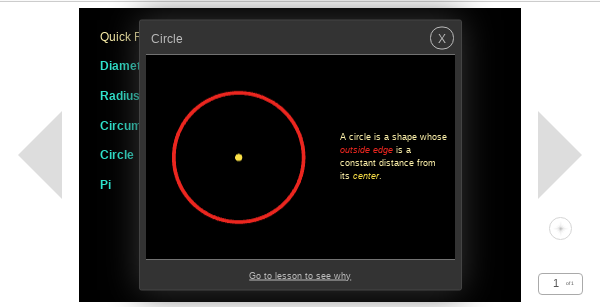 Quick
Circle
X
Diamet
Radius
Circum
Circle
Pi
A circle is a shape whose
outside edge is a
constant distance from
its center.
Go to lesson to see why
1 of 1